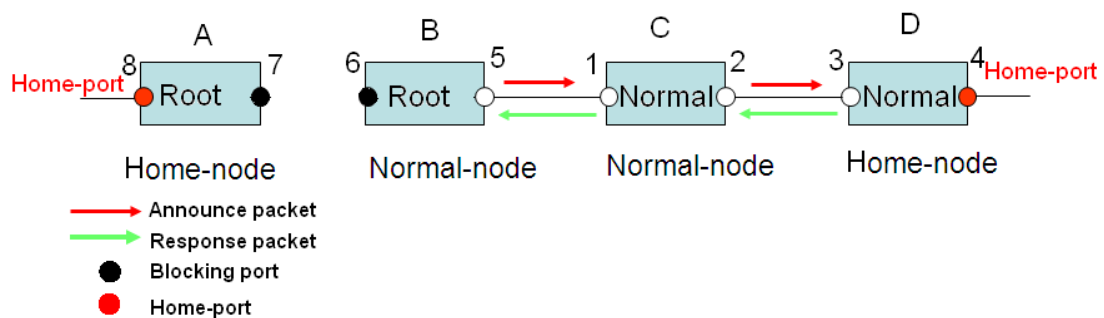 A B C D
8 7 6 5 1 2 3 4
Home-port Root Root Normal Normal Home-port
Home-node Normal-node Normal-node Home-node
Announce packet
Response packet
Blocking port
Home-port